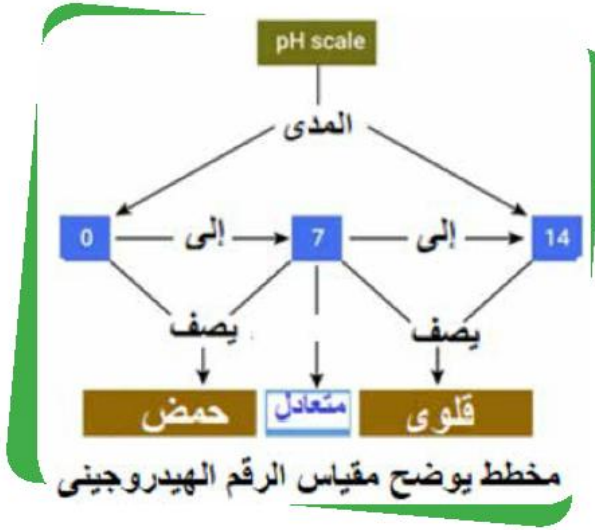 pH scale
المدى
0 إلى 7 إلى 14
يصف يصف
حمض متعادل قلوى
مخطط يوضح مقياس الرقم الهيدروجينى